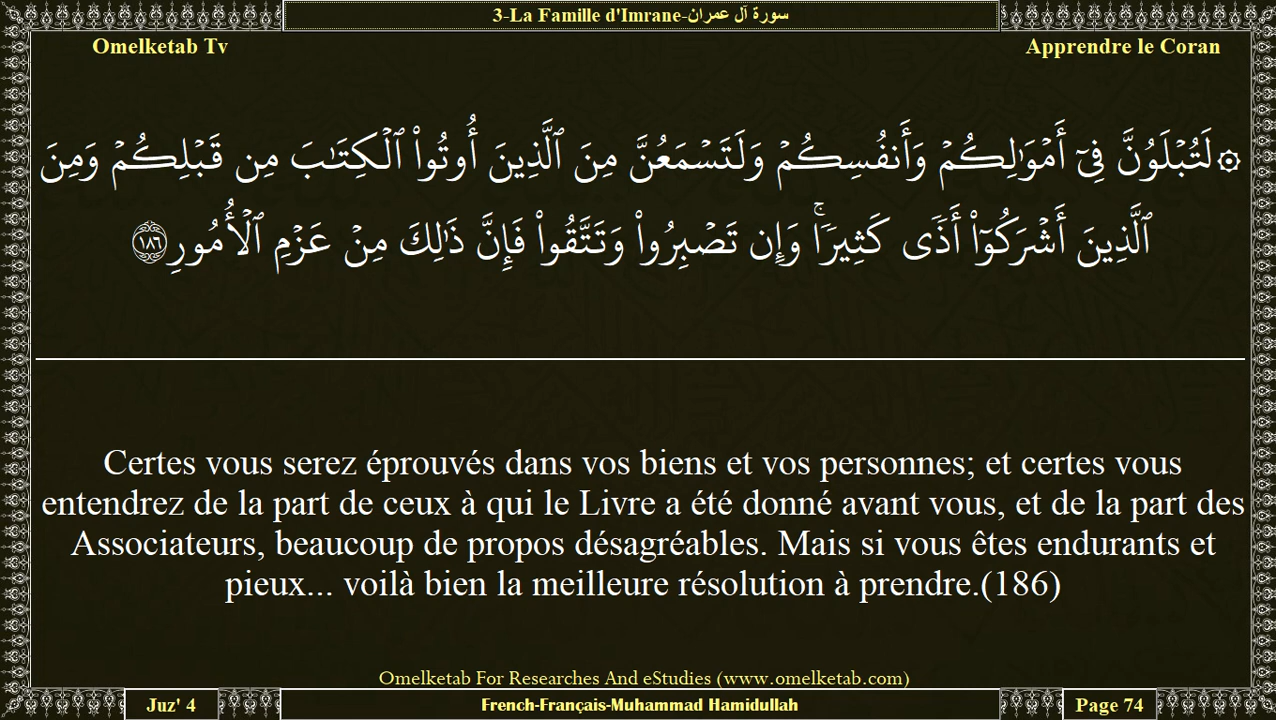 3-La Famille d'Imrane-سورة آل عمران
Omelketab Tv
Apprendre le Coran
۞ لَتُبْلَوُنَّ فِىٓ أَمْوَٰلِكُمْ وَأَنفُسِكُمْ وَلَتَسْمَعُنَّ مِنَ ٱلَّذِينَ أُوتُوا۟ ٱلْكِتَـٰبَ مِن قَبْلِكُمْ وَمِنَ
ٱلَّذِينَ أَشْرَكُوٓا۟ أَذًى كَثِيرًا ۚ وَإِن تَصْبِرُوا۟ وَتَتَّقُوا۟ فَإِنَّ ذَٰلِكَ مِنْ عَزْمِ ٱلْأُمُورِ ١٨٦
Certes vous serez éprouvés dans vos biens et vos personnes; et certes vous
entendrez de la part de ceux à qui le Livre a été donné avant vous, et de la part des
Associateurs, beaucoup de propos désagréables. Mais si vous êtes endurants et
pieux... voilà bien la meilleure résolution à prendre.(186)
Omelketab For Researches And eStudies (www.omelketab.com)
Juz' 4
French-Français-Muhammad Hamidullah
Page 74